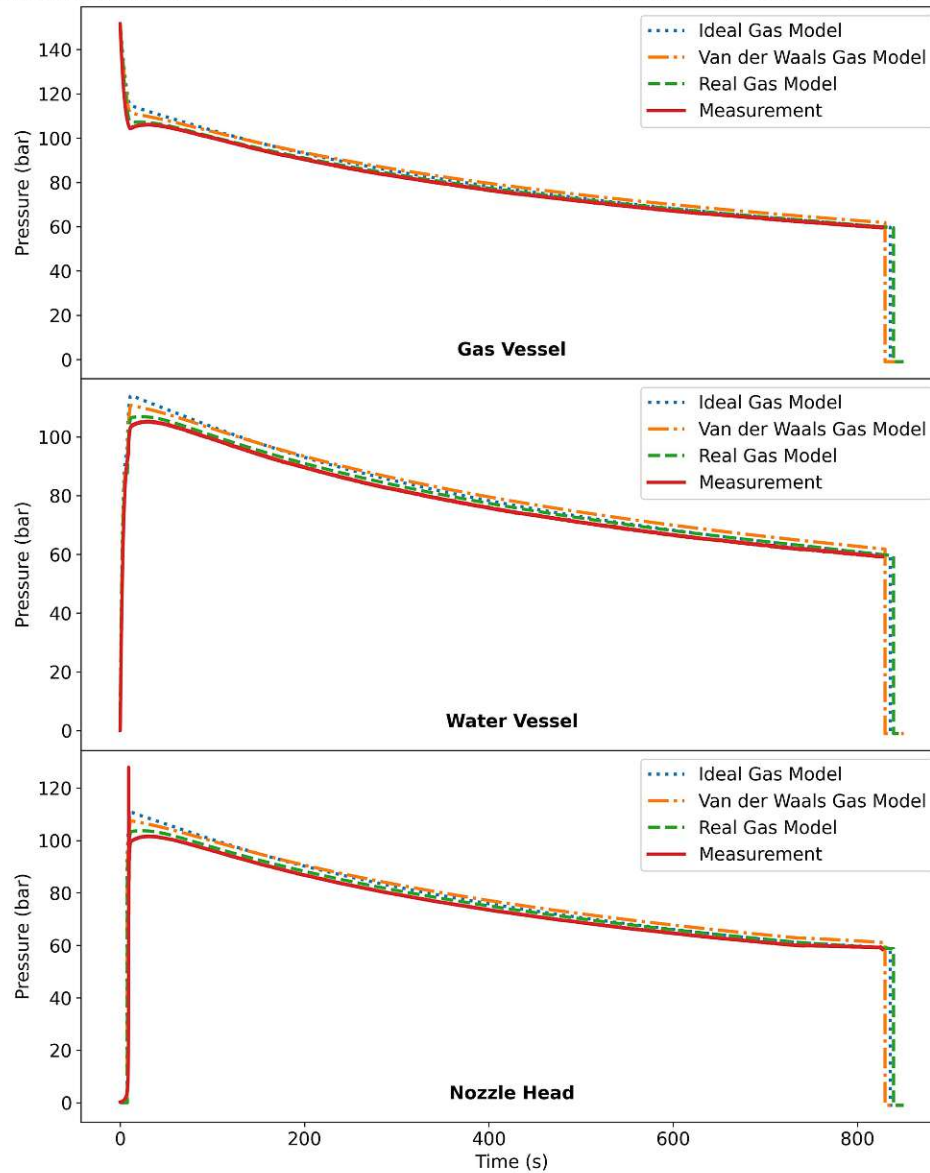 Ideal Gas Model
Van der Waals Gas Model
Real Gas Model
Measurement
140
120
100
80
60
40
20
0
Pressure (bar)
Gas Vessel
Ideal Gas Model
Van der Waals Gas Model
Real Gas Model
Measurement
100
80
60
40
20
0
Pressure (bar)
Water Vessel
Ideal Gas Model
Van der Waals Gas Model
Real Gas Model
Measurement
120
100
80
60
40
20
0
Pressure (bar)
Nozzle Head
0 200 400 600 800
Time (s)